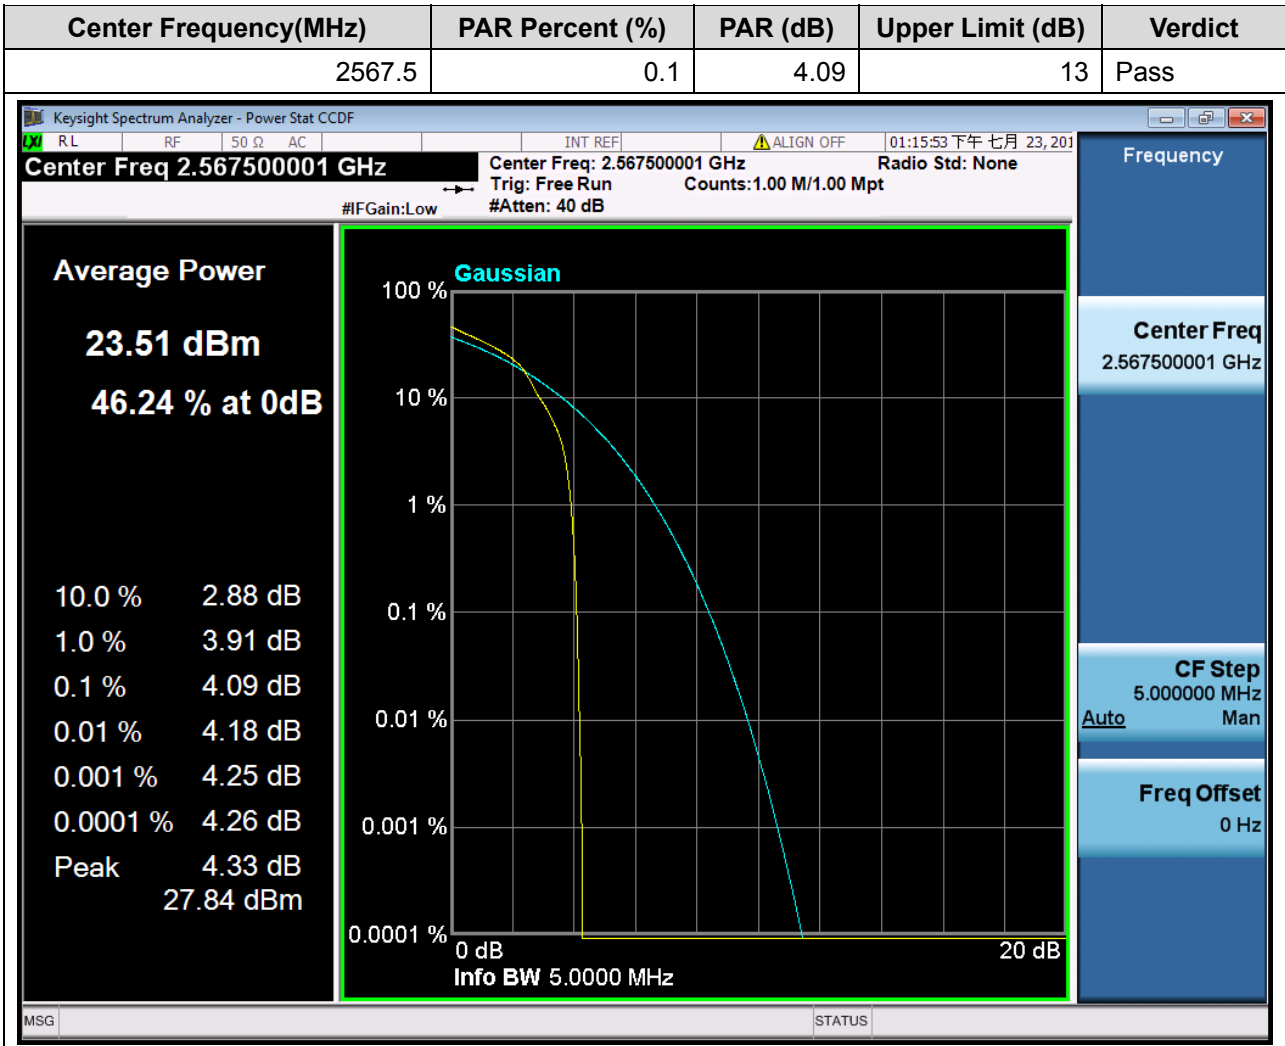 Center Frequency(MHz) PAR Percent (%) PAR (dB) Upper Limit (dB) Verdict
2567.5 0.1 4.09 13 Pass
Keysight Spectrum Analyzer - Power Stat CCDF
LXI RL RF 50 Ω AC INT REF ALIGN OFF 01:15:53 下午 七月 23, 201
Center Freq 2.567500001 GHz
Center Freq: 2.567500001 GHz Radio Std: None
Trig: Free Run Counts:1.00 M/1.00 Mpt
#IFGain:Low #Atten: 40 dB
Frequency
Average Power
23.51 dBm
46.24 % at 0dB
10.0 % 2.88 dB
1.0 % 3.91 dB
0.1 % 4.09 dB
0.01 % 4.18 dB
0.001 % 4.25 dB
0.0001 % 4.26 dB
Peak 4.33 dB
27.84 dBm
Gaussian
100 %
10 %
1 %
0.1 %
0.01 %
0.001 %
0.0001 %
0 dB 20 dB
Info BW 5.0000 MHz
Center Freq
2.567500001 GHz
CF Step
5.000000 MHz
Auto Man
Freq Offset
0 Hz
MSG STATUS